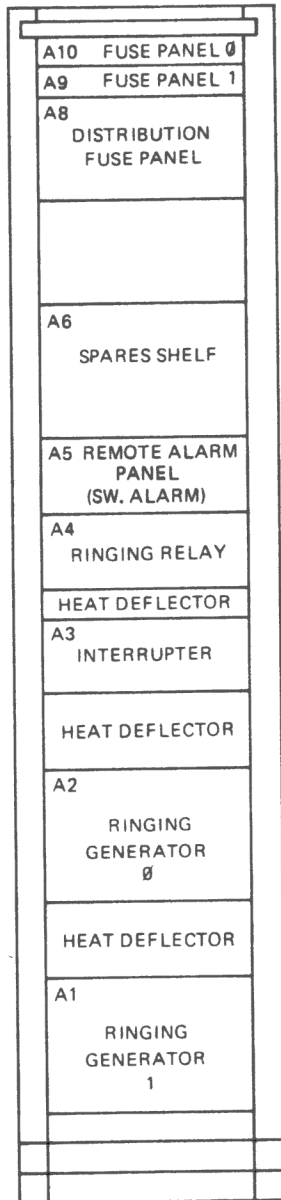 A10 FUSE PANEL Ø
A9 FUSE PANEL 1
A8
DISTRIBUTION
FUSE PANEL
A6
SPARES SHELF
A5 REMOTE ALARM
PANEL
(SW. ALARM)
A4
RINGING RELAY
HEAT DEFLECTOR
A3
INTERRUPTER
HEAT DEFLECTOR
A2
RINGING
GENERATOR
Ø
HEAT DEFLECTOR
A1
RINGING
GENERATOR
1